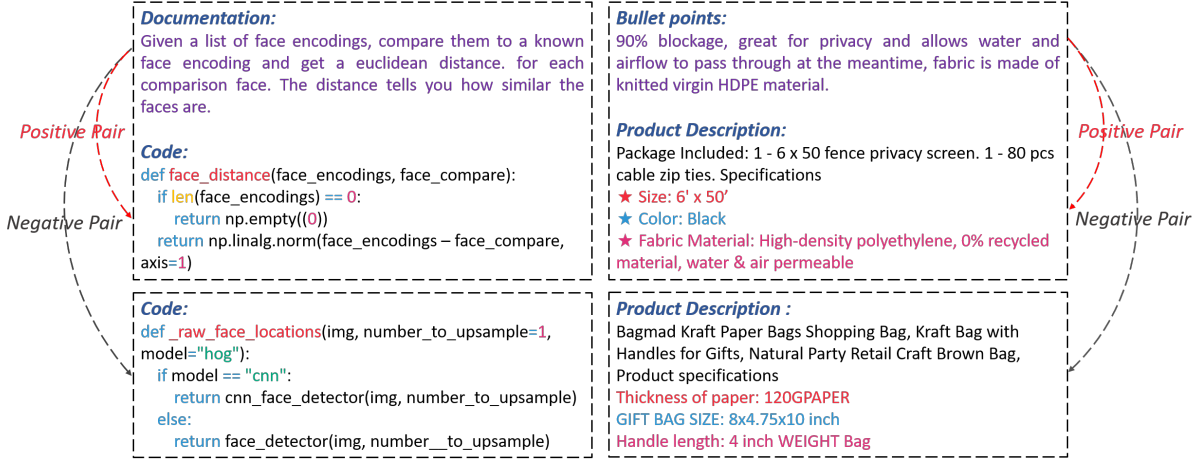 Documentation:
Given a list of face encodings, compare them to a known
face encoding and get a euclidean distance. for each
comparison face. The distance tells you how similar the
faces are.
Positive Pair
Code:
def face_distance(face_encodings, face_compare):
if len(face_encodings) == 0:
return np.empty((0))
return np.linalg.norm(face_encodings – face_compare,
axis=1)
Negative Pair
Code:
def _raw_face_locations(img, number_to_upsample=1,
model="hog"):
if model == "cnn":
return cnn_face_detector(img, number_to_upsample)
else:
return face_detector(img, number__to_upsample)
Bullet points:
90% blockage, great for privacy and allows water and
airflow to pass through at the meantime, fabric is made of
knitted virgin HDPE material.
Positive Pair
Product Description:
Package Included: 1 - 6 x 50 fence privacy screen. 1 - 80 pcs
cable zip ties. Specifications
★ Size: 6' x 50’
★ Color: Black
★ Fabric Material: High-density polyethylene, 0% recycled
material, water & air permeable
Negative Pair
Product Description :
Bagmad Kraft Paper Bags Shopping Bag, Kraft Bag with
Handles for Gifts, Natural Party Retail Craft Brown Bag,
Product specifications
Thickness of paper: 120GPAPER
GIFT BAG SIZE: 8x4.75x10 inch
Handle length: 4 inch WEIGHT Bag